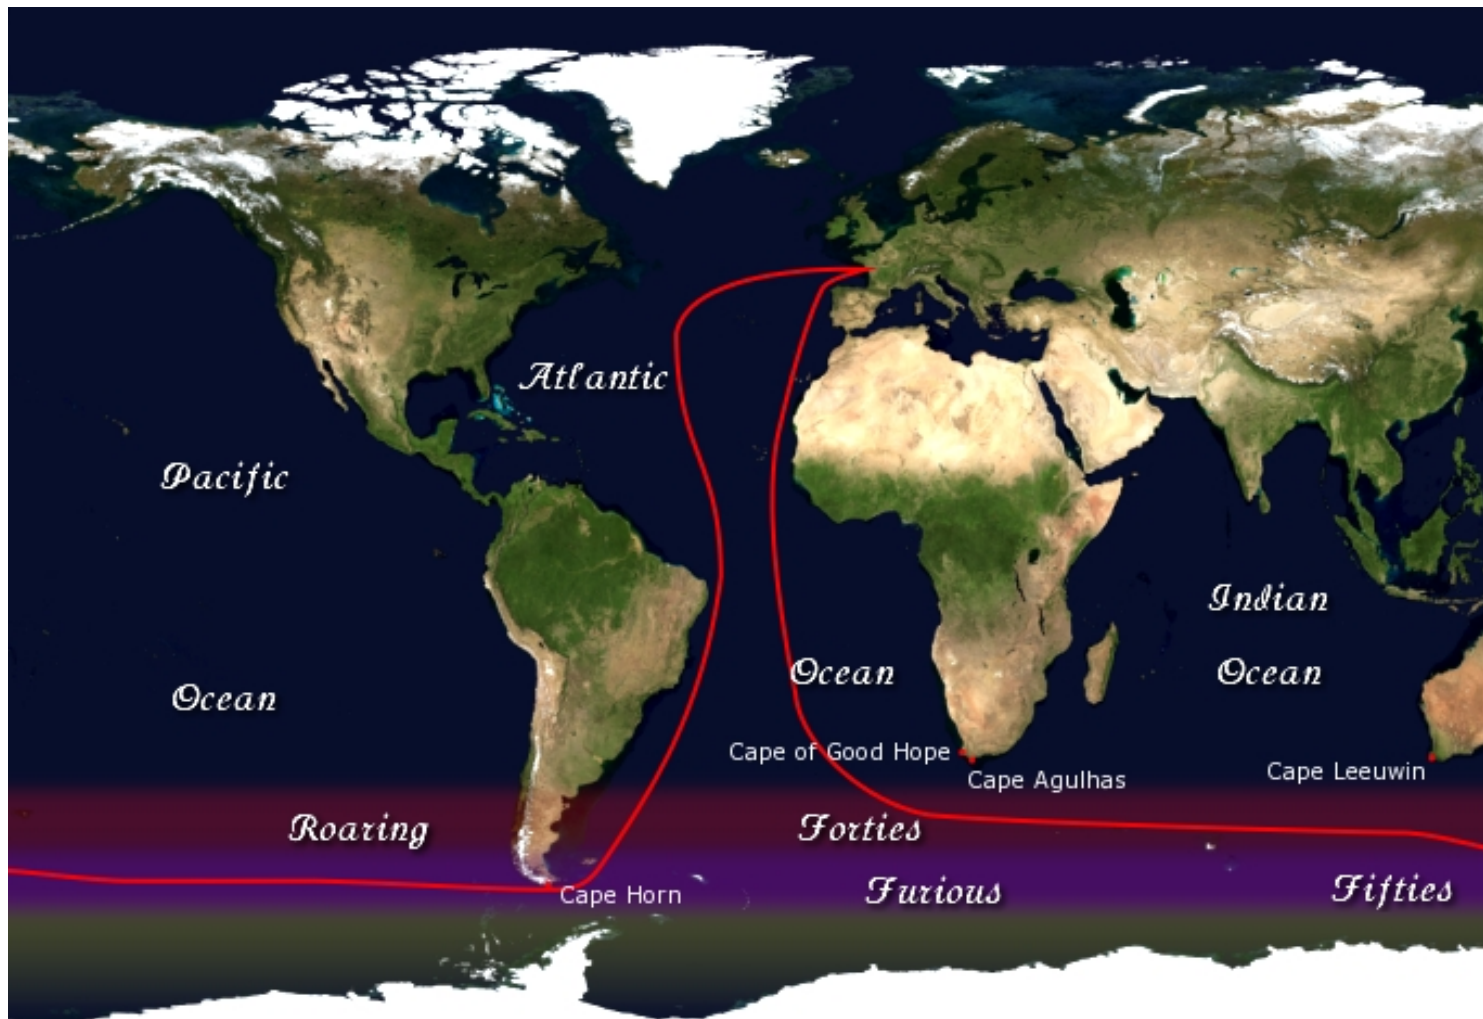 Atlantic
Pacific
Indian
Ocean
Ocean
Ocean
Cape of Good Hope
Cape Agulhas
Cape Leeuwin
Roaring
Forties
Cape Horn
Furious
Fifties